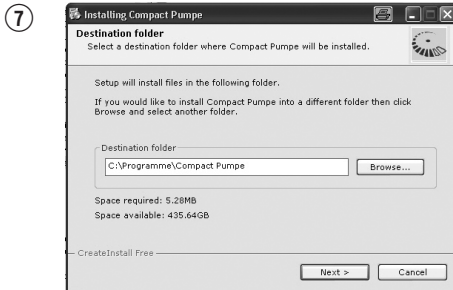 7
Installing Compact Pumpe
Destination folder
Select a destination folder where Compact Pumpe will be installed.
Setup will install files in the following folder.
If you would like to install Compact Pumpe into a different folder then click
Browse and select another folder.
Destination folder
C:\Programme\Compact Pumpe
Browse...
Space required: 5.28MB
Space available: 435.64GB
CreateInstall Free
Next >
Cancel